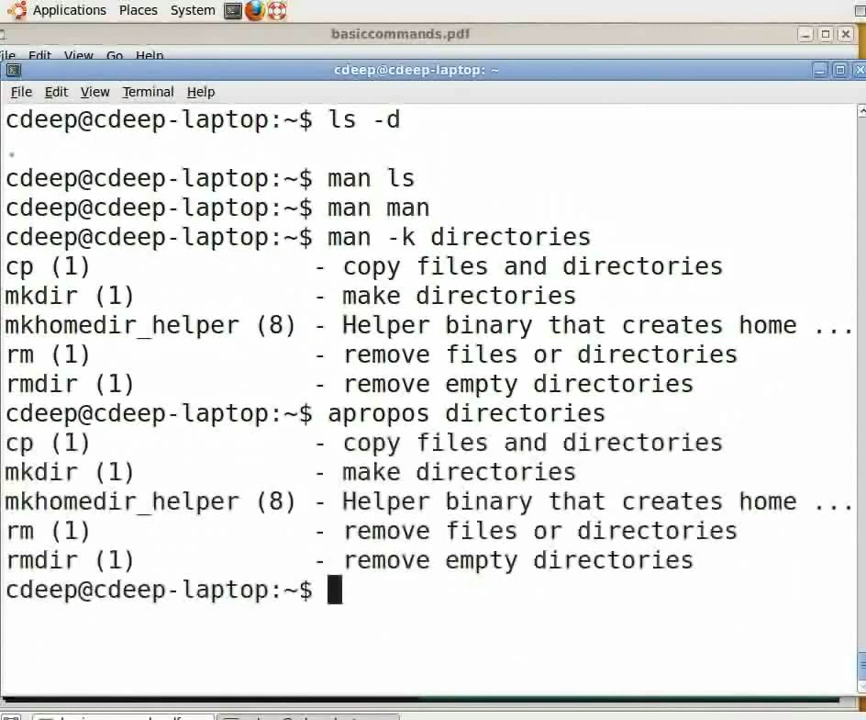 Applications Places System
basiccommands.pdf
File Edit View Go Help
cdeep@cdeep-laptop: ~
File Edit View Terminal Help
cdeep@cdeep-laptop:~$ ls -d
.
cdeep@cdeep-laptop:~$ man ls
cdeep@cdeep-laptop:~$ man man
cdeep@cdeep-laptop:~$ man -k directories
cp (1) - copy files and directories
mkdir (1) - make directories
mkhomedir_helper (8) - Helper binary that creates home ...
rm (1) - remove files or directories
rmdir (1) - remove empty directories
cdeep@cdeep-laptop:~$ apropos directories
cp (1) - copy files and directories
mkdir (1) - make directories
mkhomedir_helper (8) - Helper binary that creates home ...
rm (1) - remove files or directories
rmdir (1) - remove empty directories
cdeep@cdeep-laptop:~$